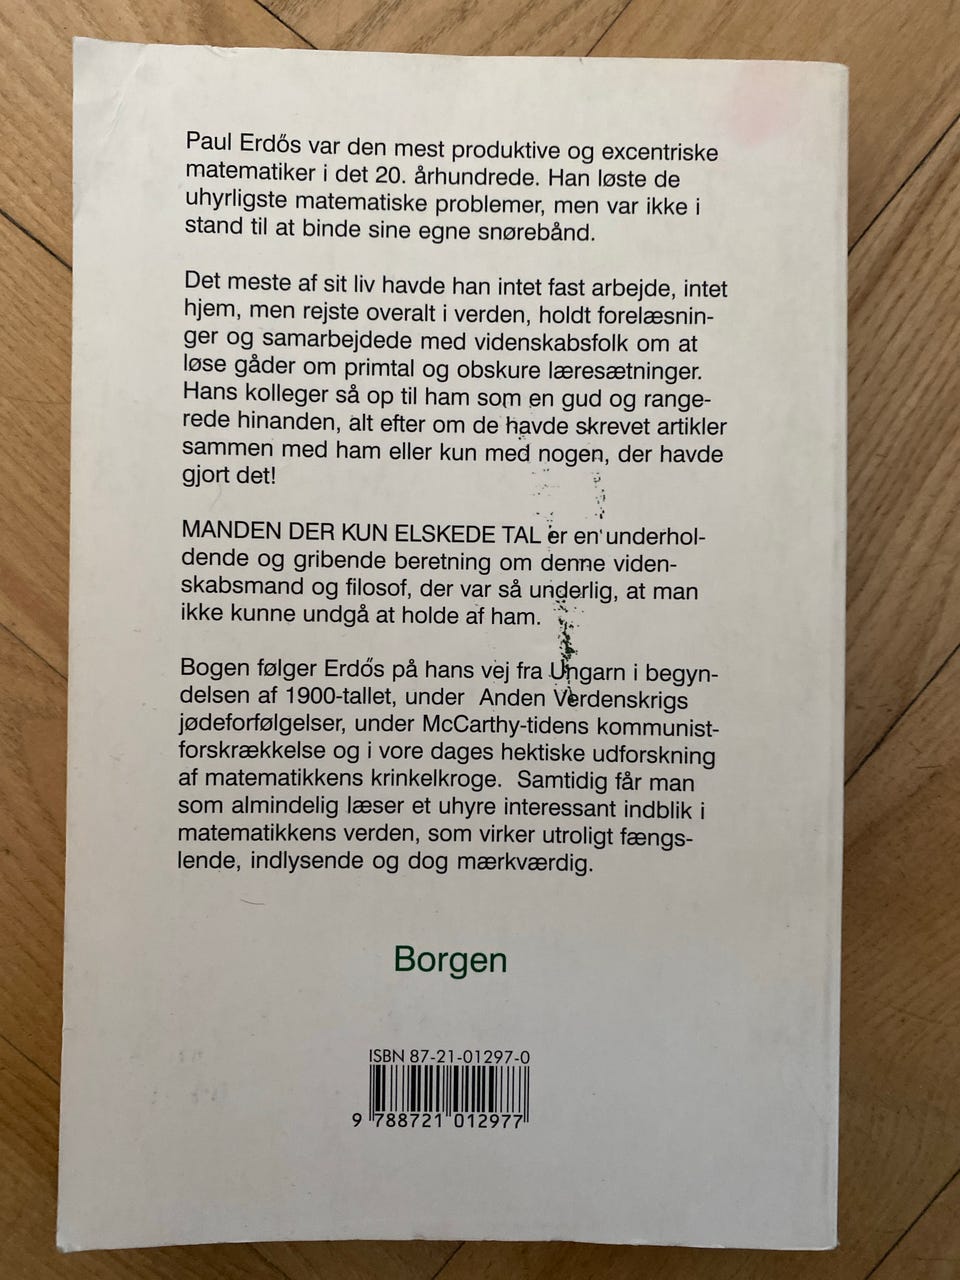 Paul Erdős var den mest produktive og excentriske
matematiker i det 20. århundrede. Han løste de
uhyrligste matematiske problemer, men var ikke i
stand til at binde sine egne snørebånd.
Det meste af sit liv havde han intet fast arbejde, intet
hjem, men rejste overalt i verden, holdt forelæsnin-
ger og samarbejdede med videnskabsfolk om at
løse gåder om primtal og obskure læresætninger.
Hans kolleger så op til ham som en gud og range-
rede hinanden, alt efter om de havde skrevet artikler
sammen med ham eller kun med nogen, der havde
gjort det!
MANDEN DER KUN ELSKEDE TAL er en underhol-
dende og gribende beretning om denne viden-
skabsmand og filosof, der var så underlig, at man
ikke kunne undgå at holde af ham.
Bogen følger Erdős på hans vej fra Ungarn i begyn-
delsen af 1900-tallet, under Anden Verdenskrigs
jødeforfølgelser, under McCarthy-tidens kommunist-
forskrækkelse og i vore dages hektiske udforskning
af matematikkens krinkelkroge. Samtidig får man
som almindelig læser et uhyre interessant indblik i
matematikkens verden, som virker utroligt fængs-
lende, indlysende og dog mærkværdig.
Borgen
ISBN 87-21-01297-0
9 788721 012977